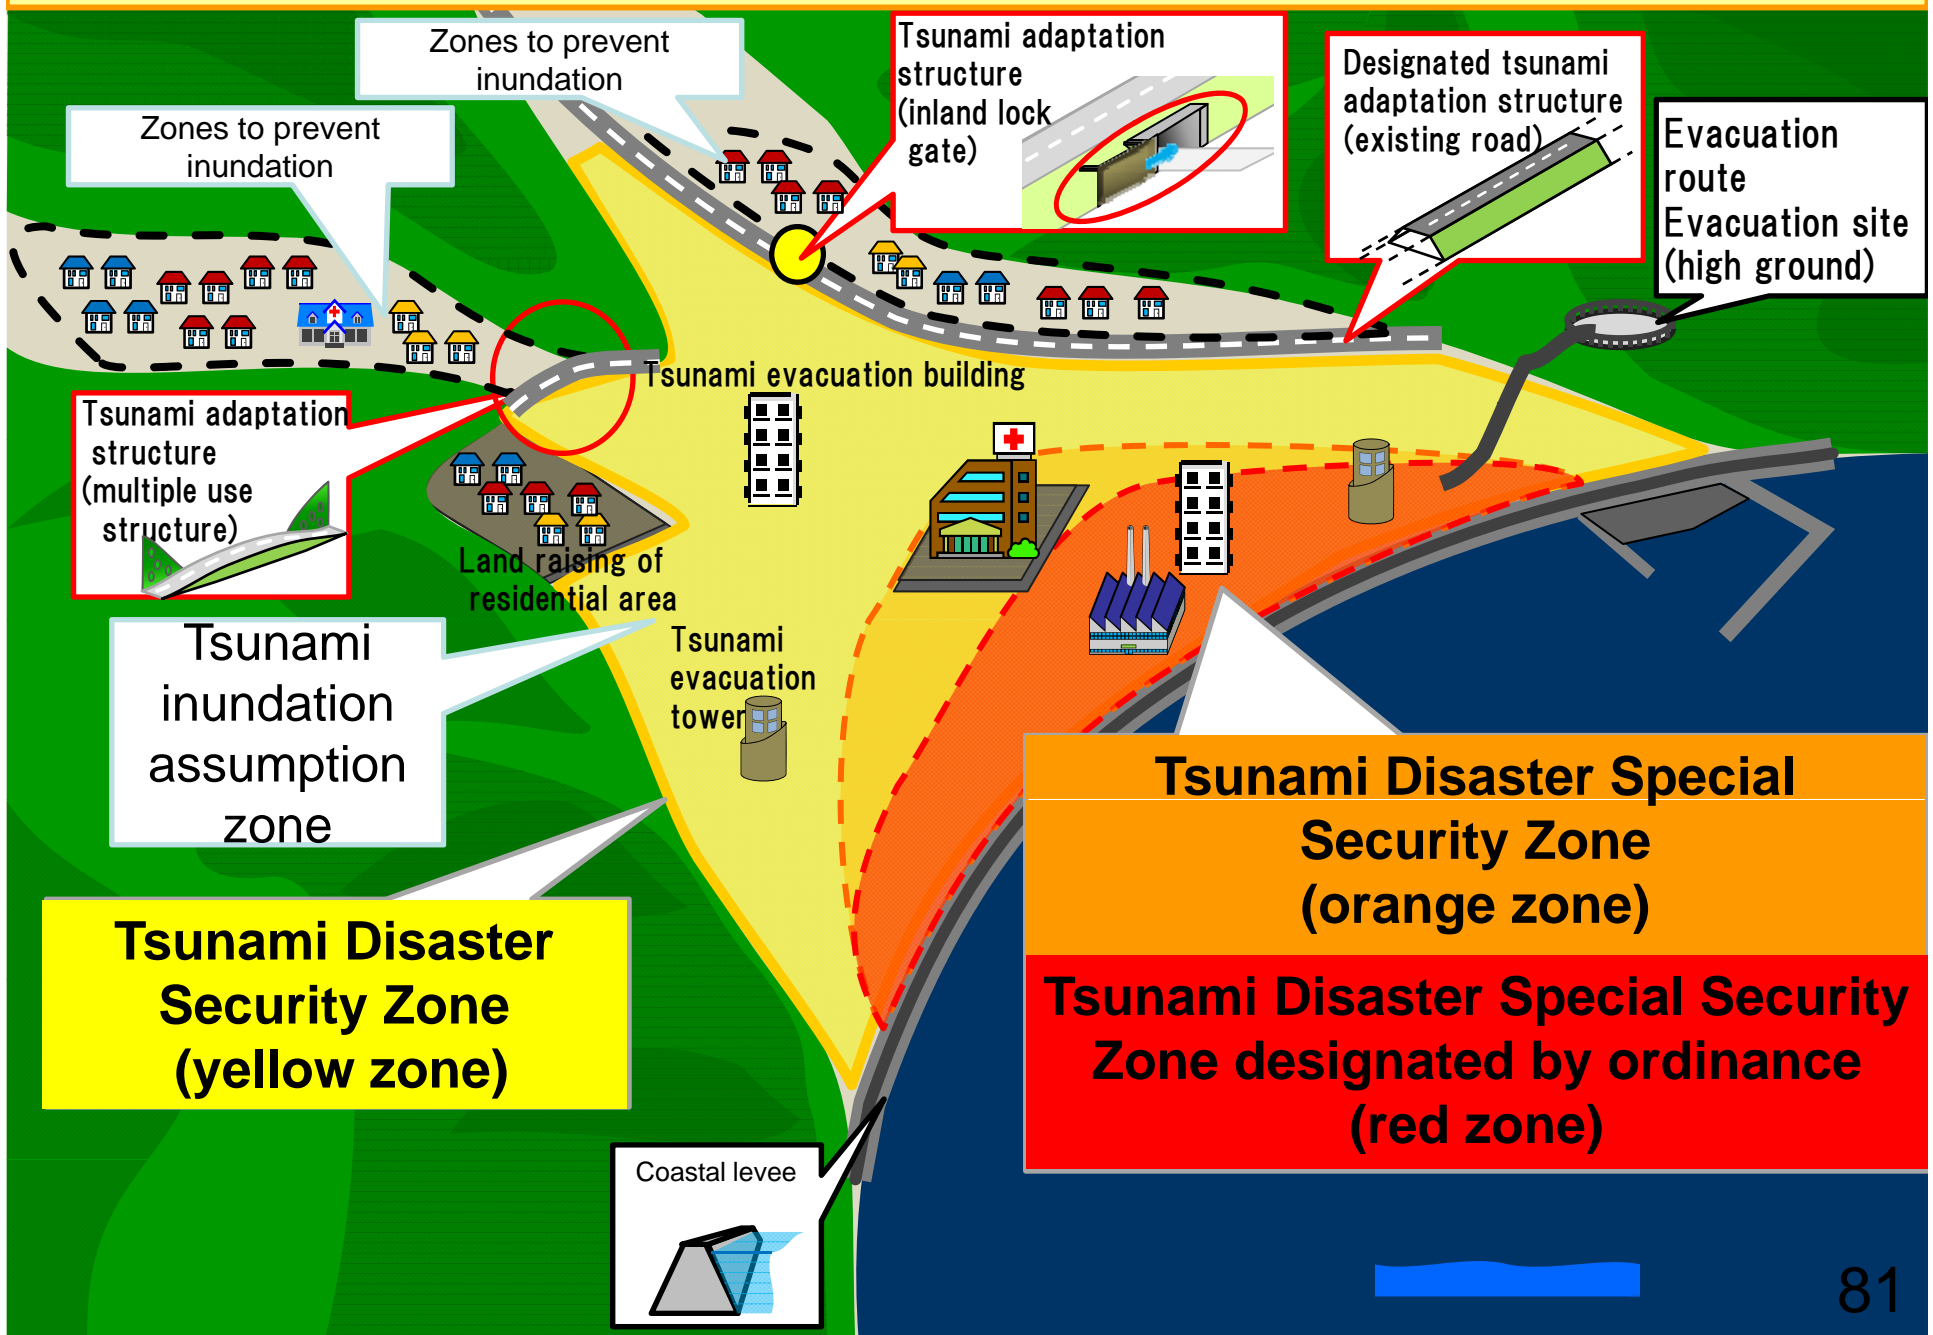 Zones to prevent
inundation
Zones to prevent
inundation
Tsunami adaptation
structure
(inland lock
gate)
Designated tsunami
adaptation structure
(existing road)
Evacuation
route
Evacuation site
(high ground)
Tsunami evacuation building
Tsunami adaptation
structure
(multiple use
structure)
Land raising of
residential area
Tsunami
inundation
assumption
zone
Tsunami
evacuation
tower
Tsunami Disaster Special
Security Zone
(orange zone)
Tsunami Disaster
Security Zone
(yellow zone)
Tsunami Disaster Special Security
Zone designated by ordinance
(red zone)
Coastal levee
81